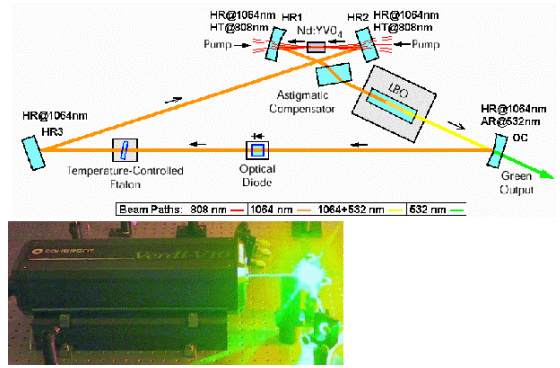 HR@1064nm
HT@808nm
HR1
Nd:YVO4
HR2
HR@1064nm
HT@808nm
Pump
Pump
Astigmatic
Compensator
LBO
HR@1064nm
AR@532nm
OC
HR@1064nm
HR3
Temperature-Controlled
Etalon
Optical
Diode
Green
Output
Beam Paths: 808 nm 1064 nm 1064+532 nm 532 nm
COHERENT
Verdi-V10